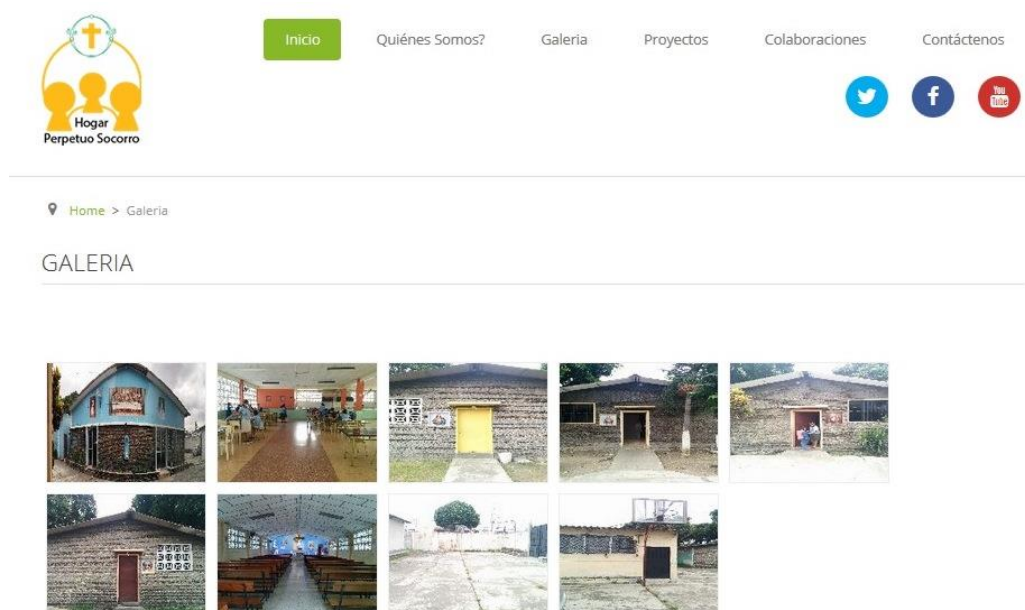 Hogar
Perpetuo Socorro
Inicio Quiénes Somos? Galeria Proyectos Colaboraciones Contáctenos
You
Tube
Home > Galeria
GALERIA